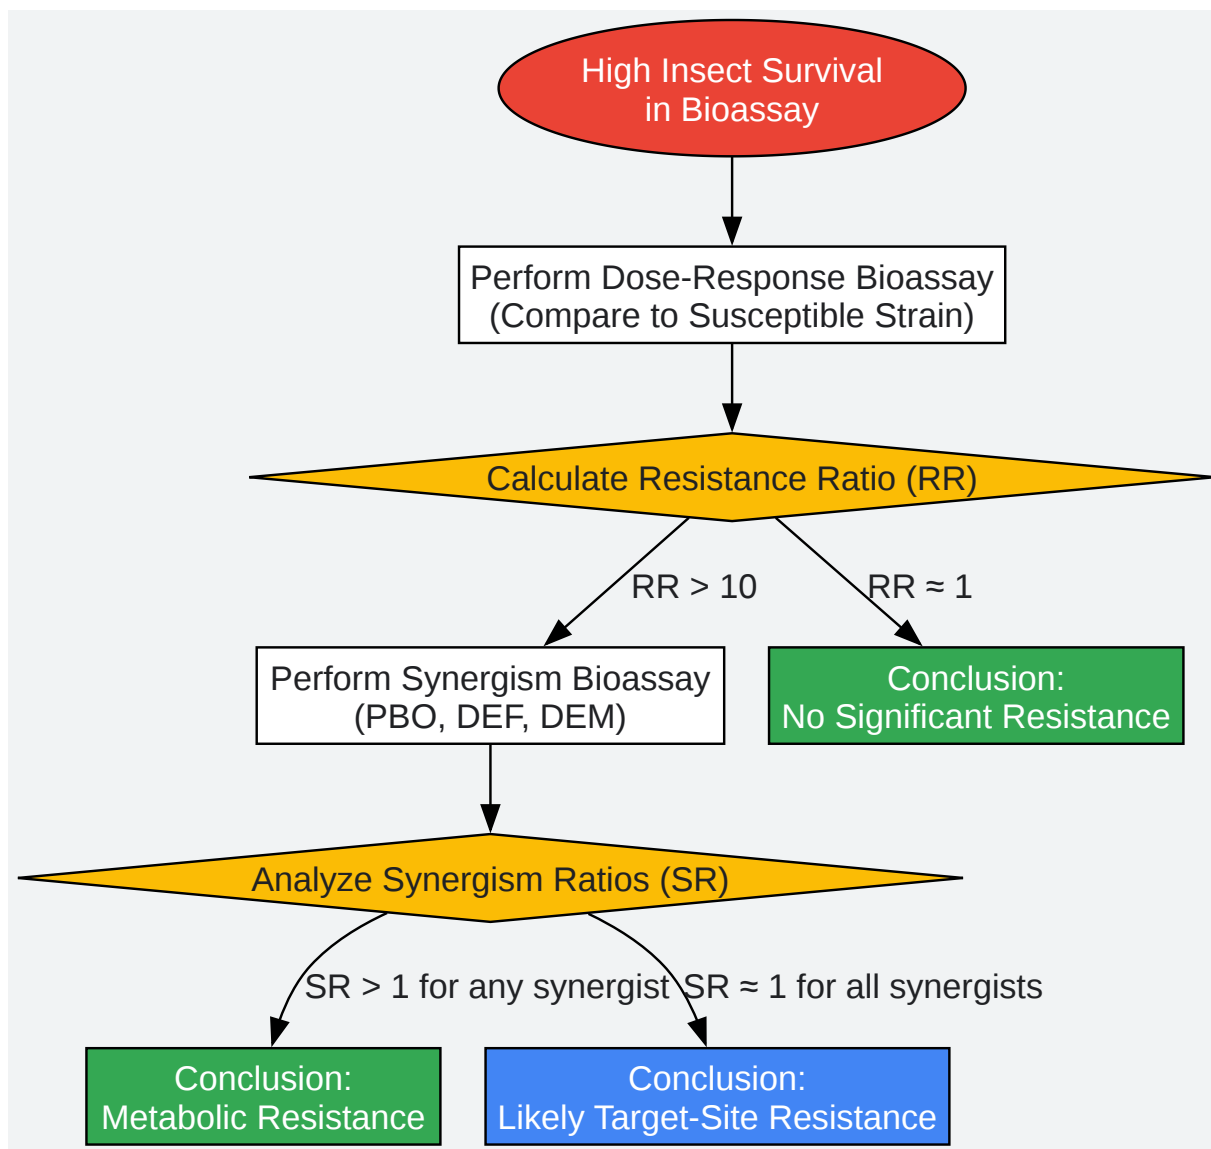 High Insect Survival
in Bioassay
Perform Dose-Response Bioassay
(Compare to Susceptible Strain)
Calculate Resistance Ratio (RR)
RR > 10
RR ≈ 1
Perform Synergism Bioassay
(PBO, DEF, DEM)
Conclusion:
No Significant Resistance
Analyze Synergism Ratios (SR)
SR > 1 for any synergist
SR ≈ 1 for all synergists
Conclusion:
Metabolic Resistance
Conclusion:
Likely Target-Site Resistance